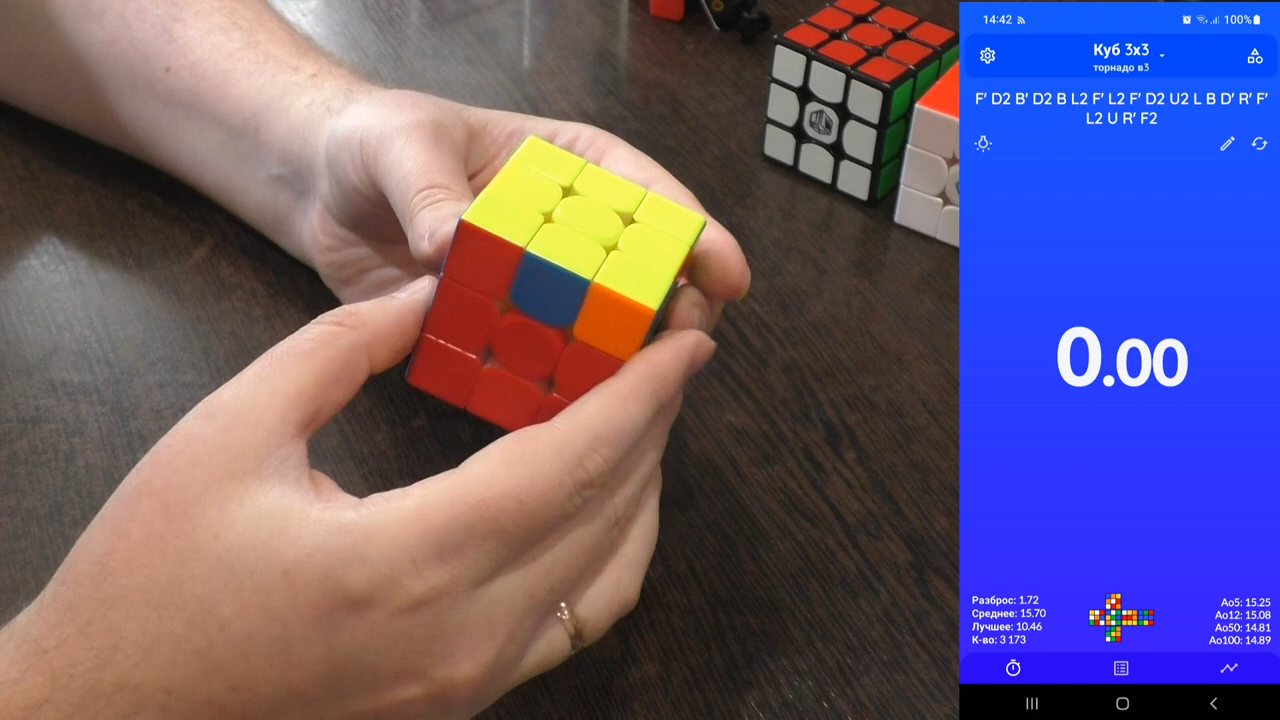 14:42
100%
Куб 3x3
торнадо в3
F' D2 B' D2 B L2 F' L2 F' D2 U2 L B D' R' F'
L2 U R' F2
0.00
Разброс: 1.72
Среднее: 15.70
Лучшее: 10.46
К-во: 3 173
Ao5: 15.25
Ao12: 15.08
Ao50: 14.81
Ao100: 14.89